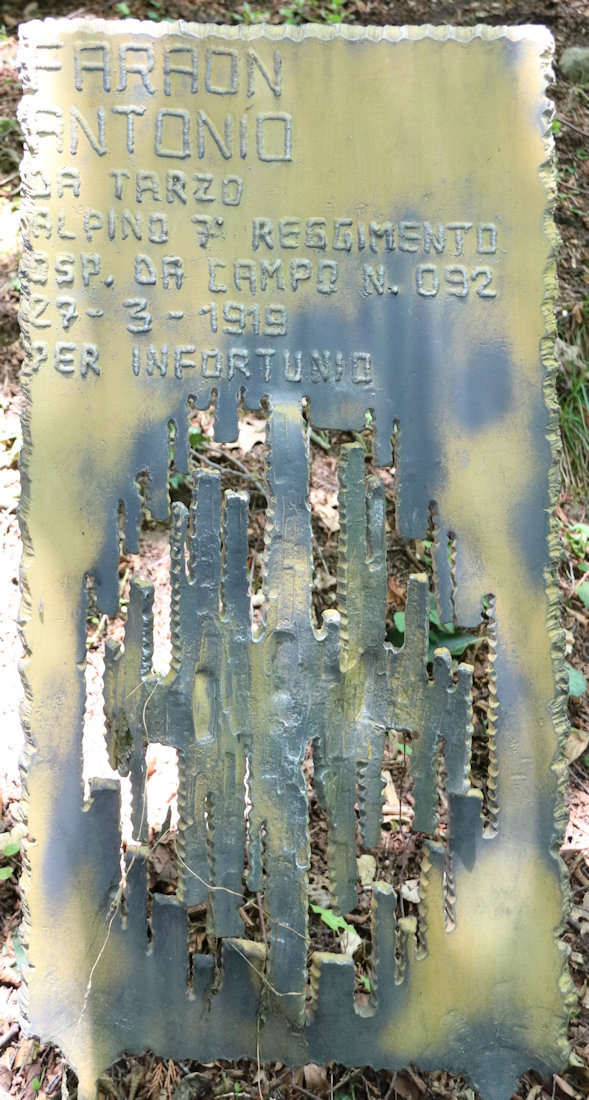 FARAON
ANTONIO
DA TARZO
ALPINO 7° REGGIMENTO
OSP. DA CAMPO N. 092
27-3-1919
PER INFORTUNIO